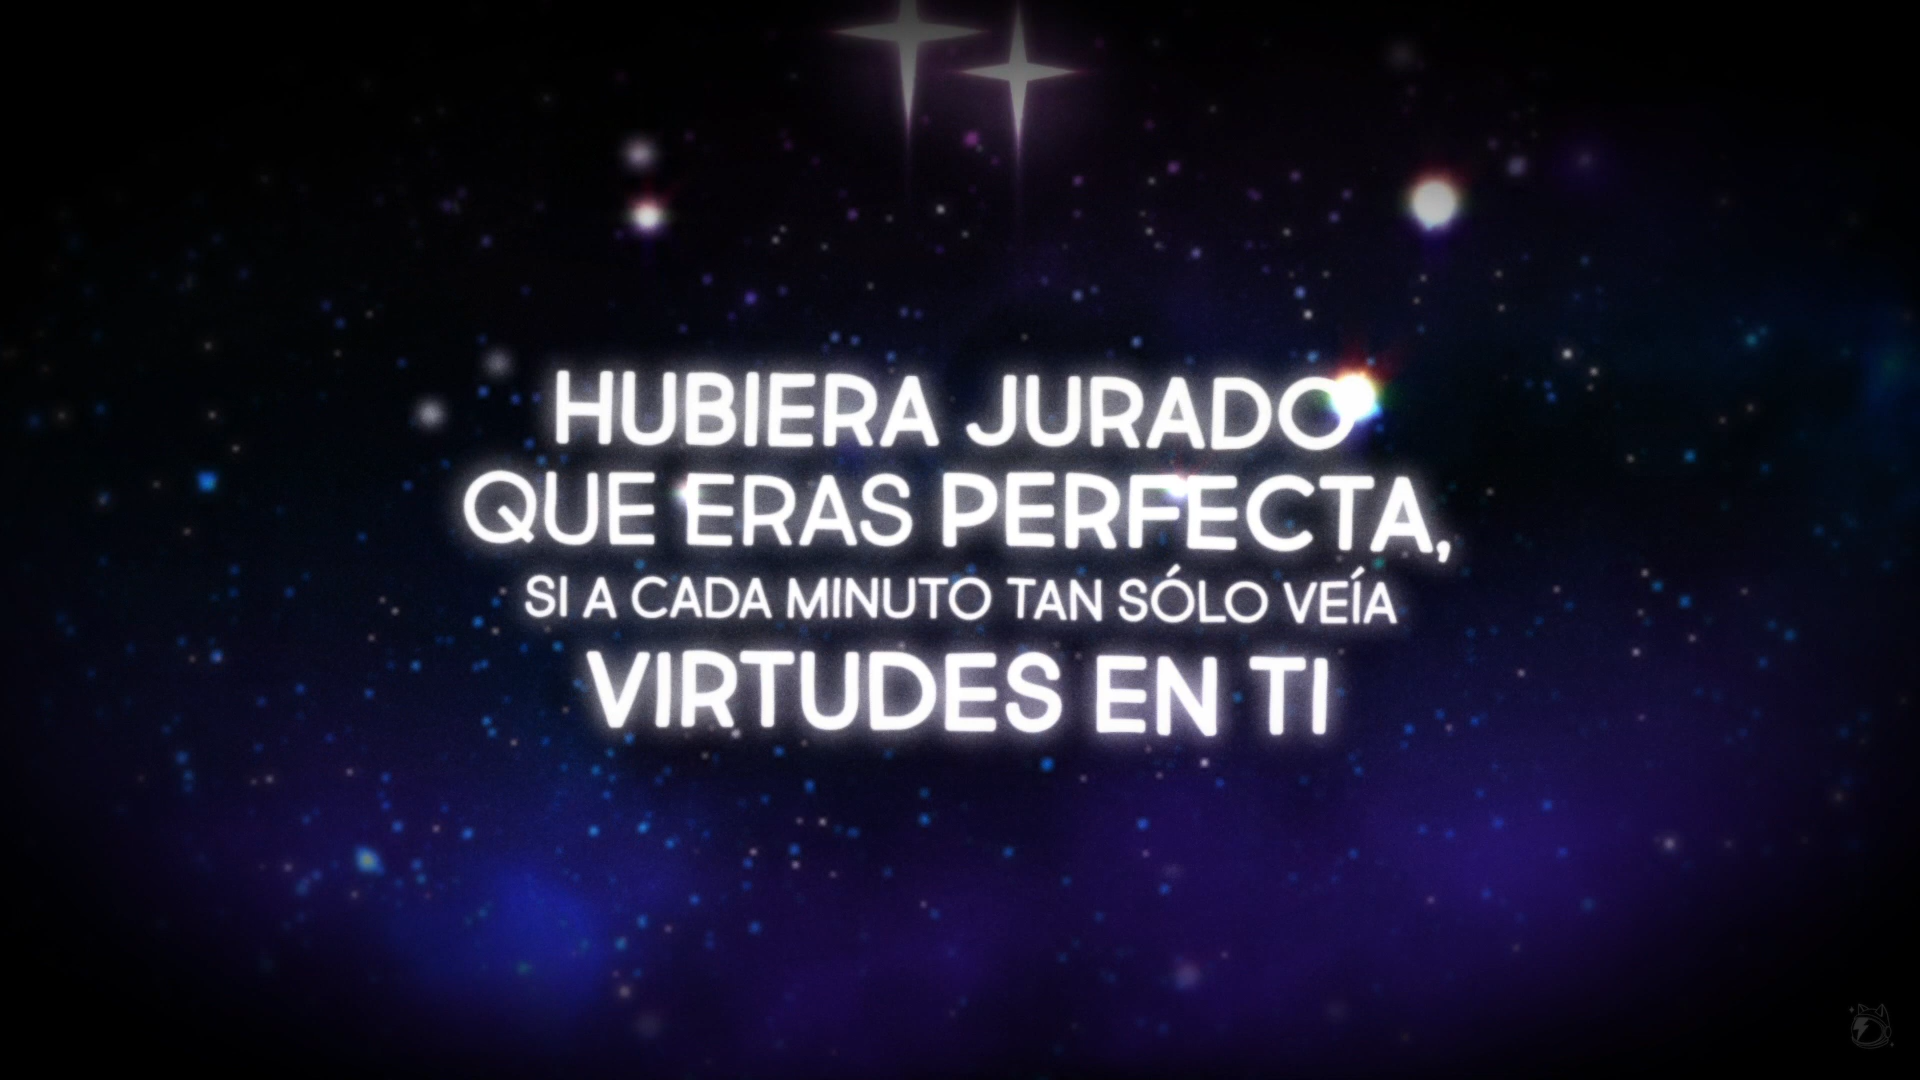 HUBIERA JURADO
QUE ERAS PERFECTA,
SI A CADA MINUTO TAN SÓLO VEÍA
VIRTUDES EN TI